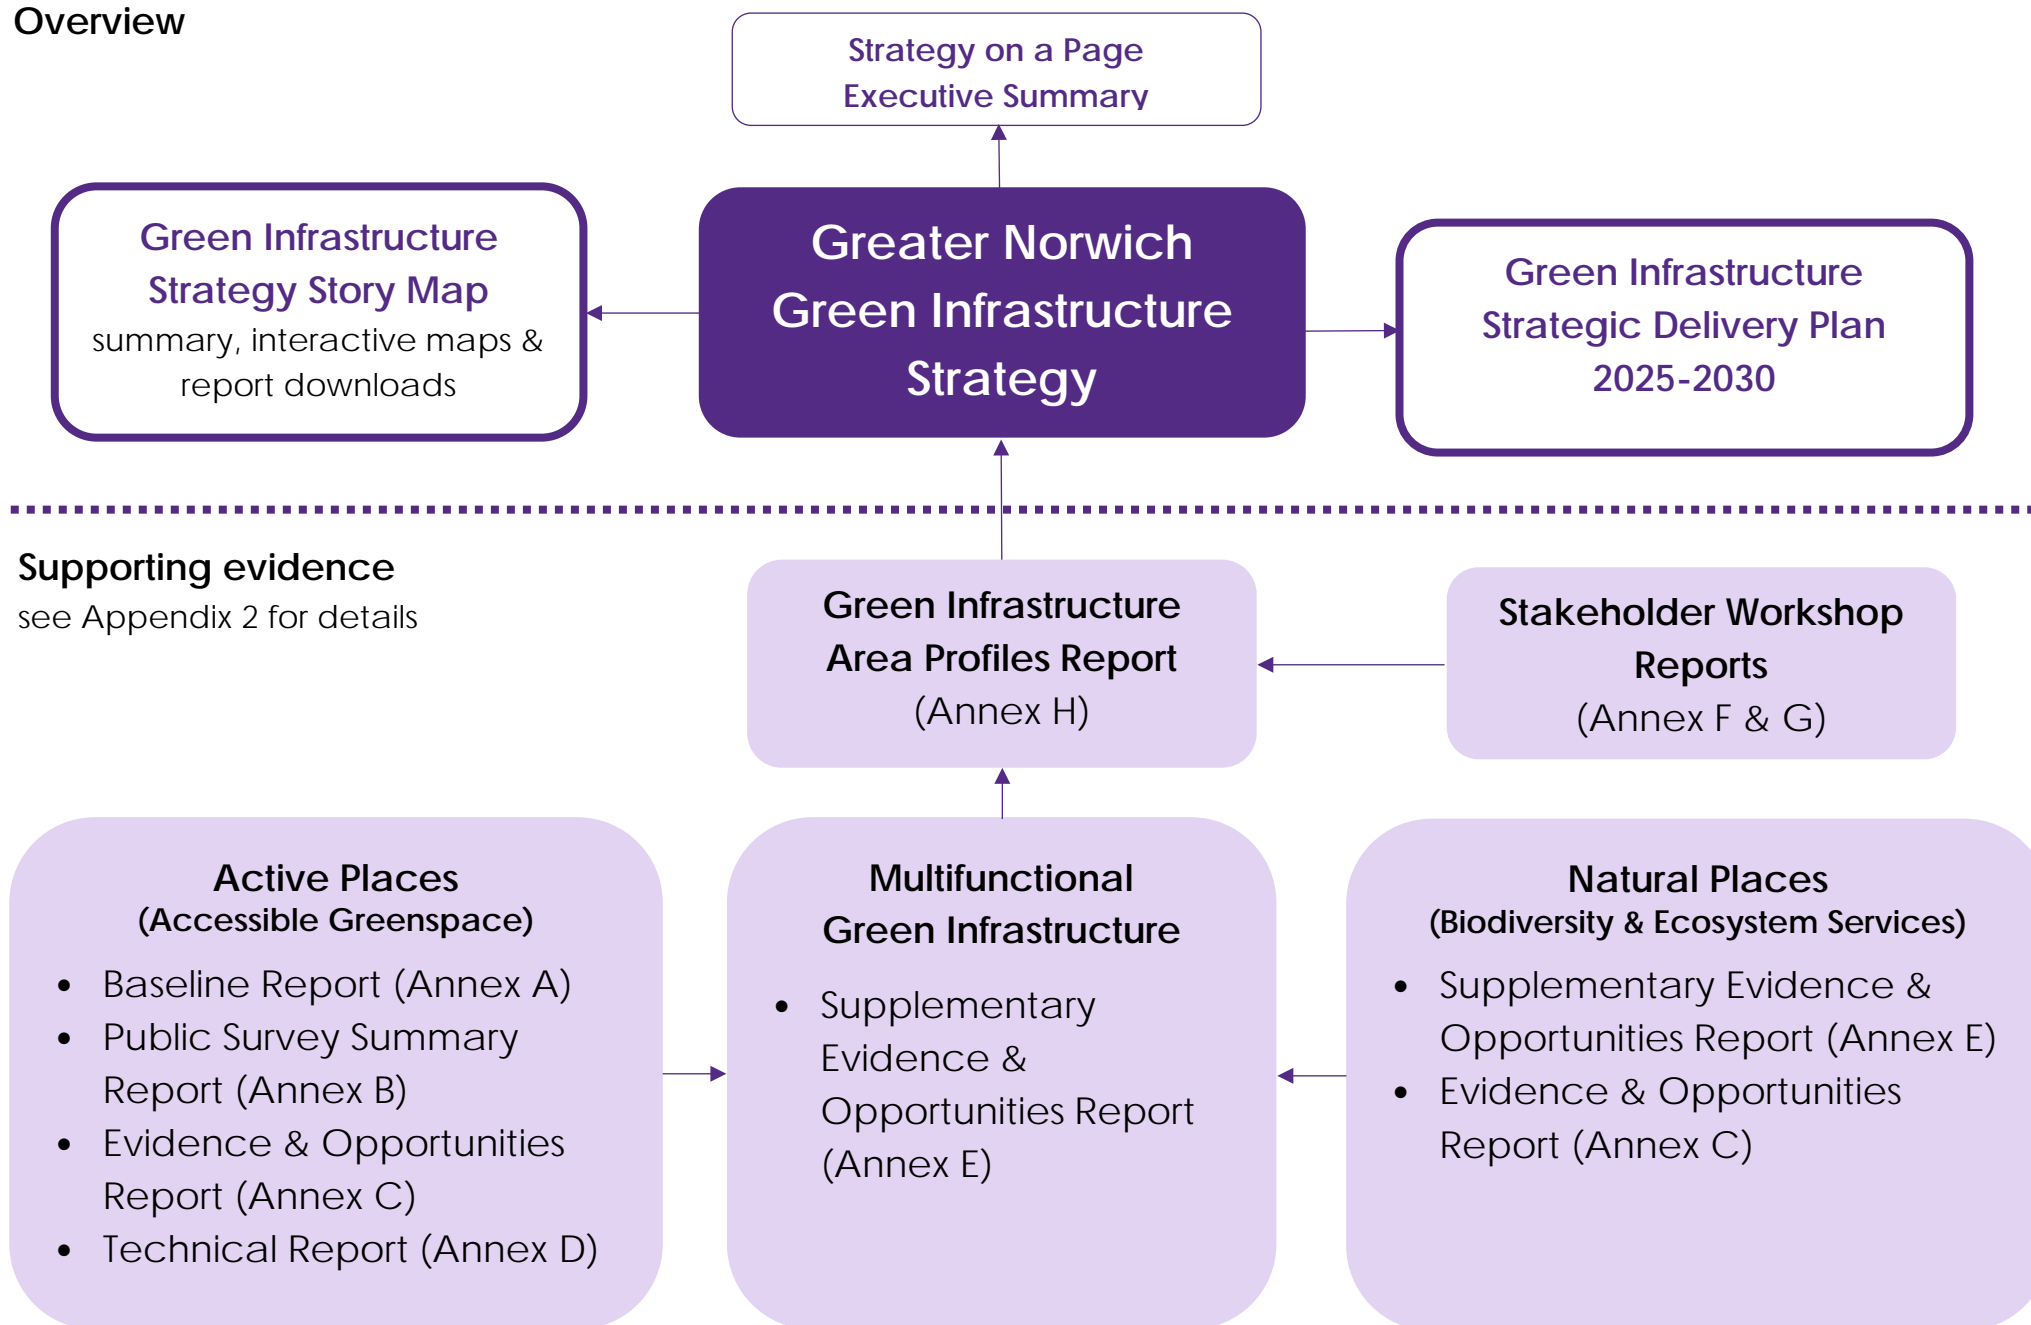 Overview
Strategy on a Page
Executive Summary
Green Infrastructure
Strategy Story Map
summary, interactive maps &
report downloads
Greater Norwich
Green Infrastructure
Strategy
Green Infrastructure
Strategic Delivery Plan
2025-2030
Supporting evidence
see Appendix 2 for details
Green Infrastructure
Area Profiles Report
(Annex H)
Stakeholder Workshop
Reports
(Annex F & G)
Active Places
(Accessible Greenspace)
• Baseline Report (Annex A)
• Public Survey Summary
Report (Annex B)
• Evidence & Opportunities
Report (Annex C)
• Technical Report (Annex D)
Multifunctional
Green Infrastructure
• Supplementary
Evidence &
Opportunities Report
(Annex E)
Natural Places
(Biodiversity & Ecosystem Services)
• Supplementary Evidence &
Opportunities Report (Annex E)
• Evidence & Opportunities
Report (Annex C)